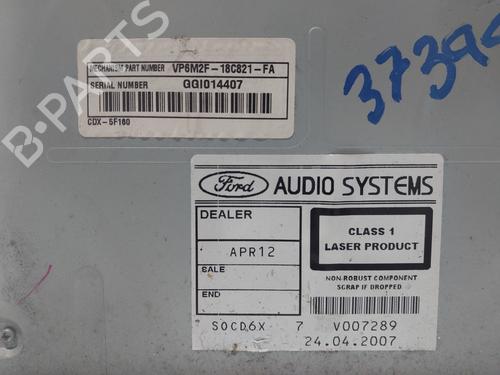 MECHANISM PART NUMBER VP6M2F-18C821-FA
SERIAL NUMBER GGI014407
CDX-5F160
3739
Ford AUDIO SYSTEMS
DEALER
APR12
SALE
END
CLASS 1
LASER PRODUCT
NON-ROBUST COMPONENT
SCRAP IF DROPPED
SOCD6X 7 V007289
24.04.2007
B-PARTS